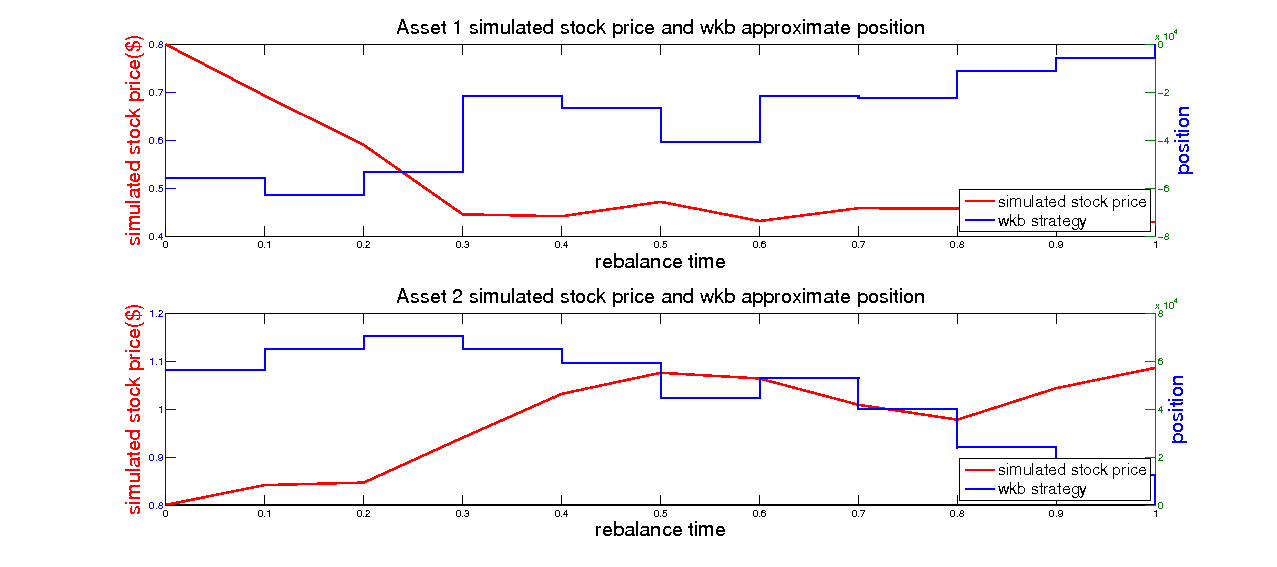 Asset 1 simulated stock price and wkb approximate position
x 10^4
simulated stock price($)
0.8
0.7
0.6
0.5
0.4
0
−2
−4
−6
−8
position
simulated stock price
wkb strategy
0 0.1 0.2 0.3 0.4 0.5 0.6 0.7 0.8 0.9 1
rebalance time
Asset 2 simulated stock price and wkb approximate position
x 10^4
simulated stock price($)
1.2
1.1
1
0.9
0.8
8
6
4
2
0
position
simulated stock price
wkb strategy
0 0.1 0.2 0.3 0.4 0.5 0.6 0.7 0.8 0.9 1
rebalance time